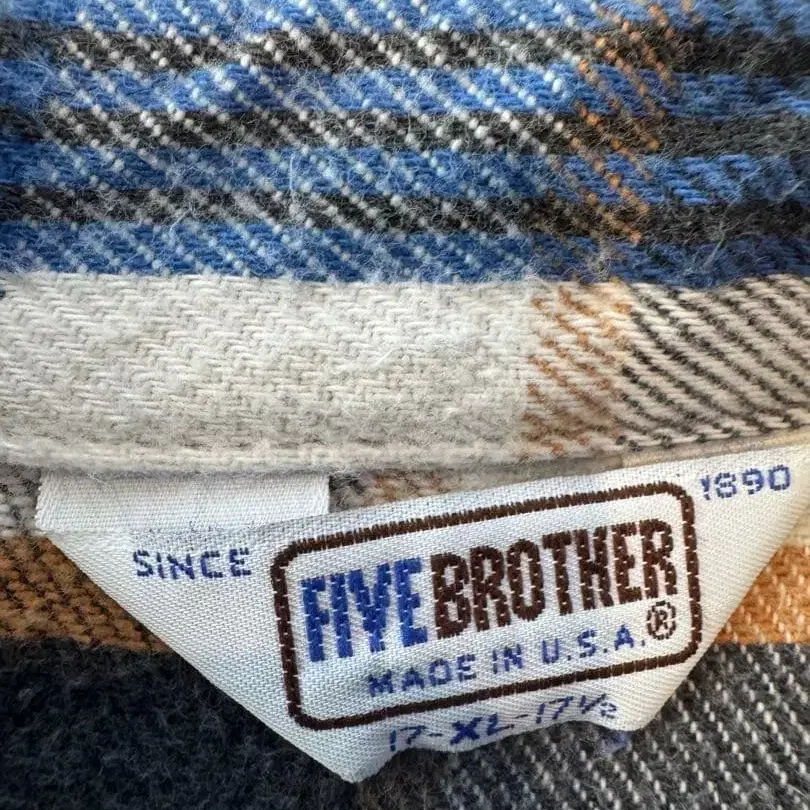 SINCE 1890
FIVE BROTHER
MADE IN U.S.A.®
17-XL-17½